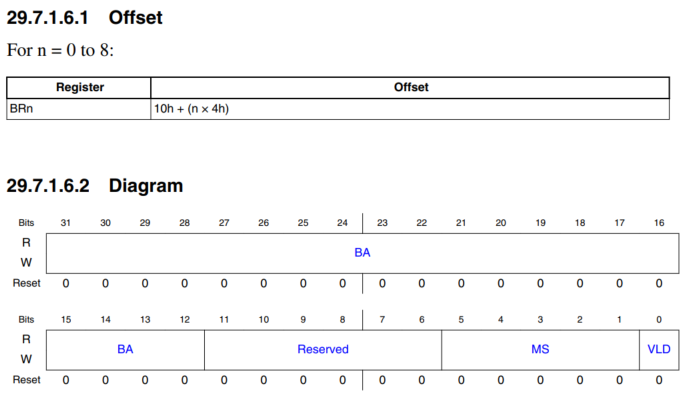 29.7.1.6.1 Offset
For n = 0 to 8:
Register Offset
BRn 10h + (n × 4h)
29.7.1.6.2 Diagram
Bits 31 30 29 28 27 26 25 24 23 22 21 20 19 18 17 16
R
BA
W
Reset 0 0 0 0 0 0 0 0 0 0 0 0 0 0 0 0
Bits 15 14 13 12 11 10 9 8 7 6 5 4 3 2 1 0
R
BA Reserved MS VLD
W
Reset 0 0 0 0 0 0 0 0 0 0 0 0 0 0 0 0